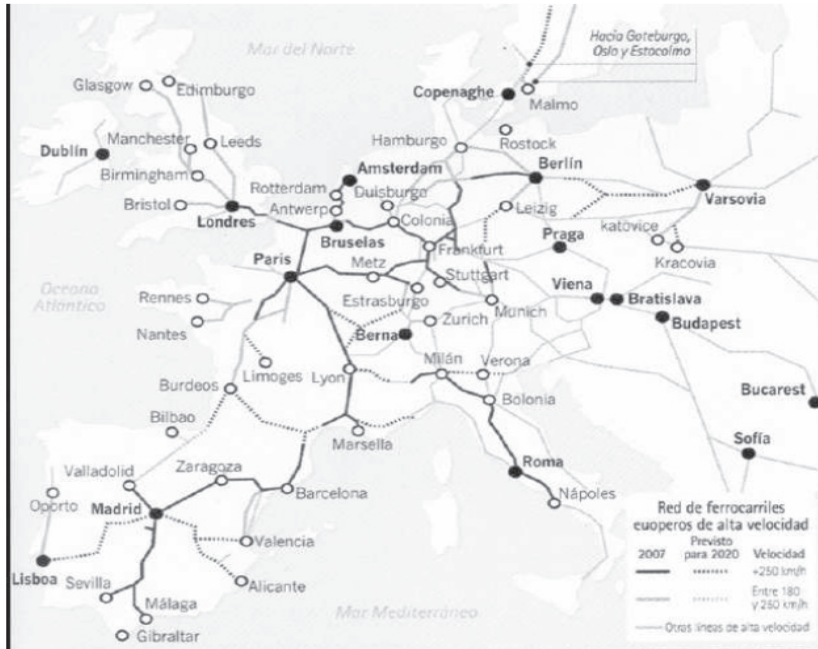 Mar del Norte
Hacia Goteburgo,
Oslo y Estocolmo
Glasgow
Edimburgo
Copenaghe
Malmo
Dublín
Manchester
Leeds
Hamburgo
Rostock
Birmingham
Amsterdam
Berlín
Rotterdam
Duisburgo
Bristol
Londres
Antwerp
Colonia
Leizig
Varsovia
Bruselas
Frankfurt
Praga
katovice
Kracovia
Paris
Metz
Stuttgart
Oceano
Atlantico
Rennes
Estrasburgo
Munich
Viena
Bratislava
Nantes
Berna
Zurich
Budapest
Limoges
Lyon
Milán
Verona
Burdeos
Bolonia
Bucarest
Bilbao
Marsella
Sofía
Valladolid
Zaragoza
Roma
Oporto
Madrid
Barcelona
Nápoles
Valencia
Lisboa
Sevilla
Alicante
Málaga
Gibraltar
Mar Mediterráneo
Red de ferrocarriles
euoperos de alta velocidad
2007 Previsto para 2020 Velocidad
+250 km/h
Entre 180
y 250 km/h
Otras líneas de alta velocidad